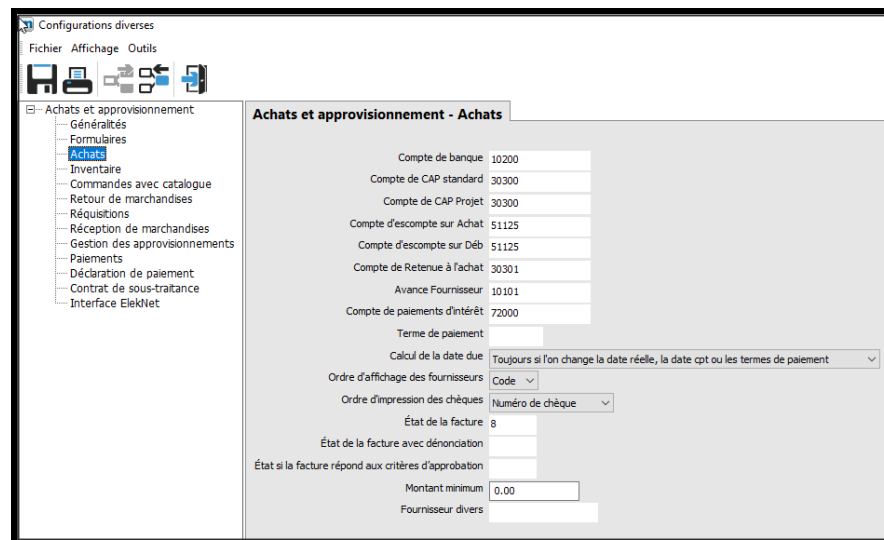 Configurations diverses
Fichier Affichage Outils
Achats et approvisionnement
Généralités
Formulaires
Achats
Inventaire
Commandes avec catalogue
Retour de marchandises
Réquisitions
Réception de marchandises
Gestion des approvisionnements
Paiements
Déclaration de paiement
Contrat de sous-traitance
Interface ElekNet
Achats et approvisionnement - Achats
Compte de banque 10200
Compte de CAP standard 30300
Compte de CAP Projet 30300
Compte d'escompte sur Achat 51125
Compte d'escompte sur Déb 51125
Compte de Retenue à l'achat 30301
Avance Fournisseur 10101
Compte de paiements d'intérêt 72000
Terme de paiement
Calcul de la date due Toujours si l'on change la date réelle, la date cpt ou les termes de paiement
Ordre d'affichage des fournisseurs Code
Ordre d'impression des chèques Numéro de chèque
État de la facture 8
État de la facture avec dénonciation
État si la facture répond aux critères d'approbation
Montant minimum 0.00
Fournisseur divers